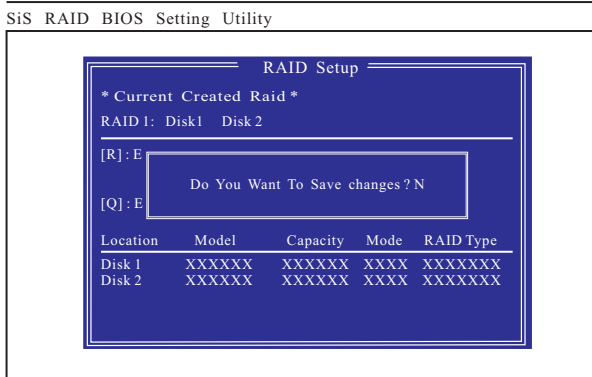 SiS RAID BIOS Setting Utility
RAID Setup
* Current Created Raid *
RAID 1: Disk1 Disk 2
[R] : E
Do You Want To Save changes ? N
[Q] : E
Location Model Capacity Mode RAID Type
Disk 1 XXXXXX XXXXXX XXXX XXXXXXX
Disk 2 XXXXXX XXXXXX XXXX XXXXXXX